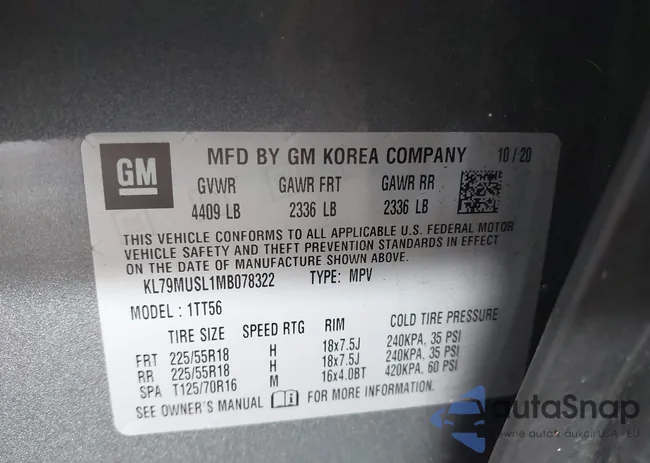 GM MFD BY GM KOREA COMPANY 10/20
GVWR GAWR FRT GAWR RR
4409 LB 2336 LB 2336 LB
THIS VEHICLE CONFORMS TO ALL APPLICABLE U.S. FEDERAL MOTOR
VEHICLE SAFETY AND THEFT PREVENTION STANDARDS IN EFFECT
ON THE DATE OF MANUFACTURE SHOWN ABOVE.
KL79MUSL1MB078322 TYPE: MPV
MODEL : 1TT56
TIRE SIZE SPEED RTG RIM COLD TIRE PRESSURE
FRT 225/55R18 H 18x7.5J 240KPA, 35 PSI
RR 225/55R18 H 18x7.5J 240KPA, 35 PSI
SPA T125/70R16 M 16x4.0BT 420KPA, 60 PSI
SEE OWNER'S MANUAL FOR MORE INFORMATION.
autaSnap
aukcji USA - EU